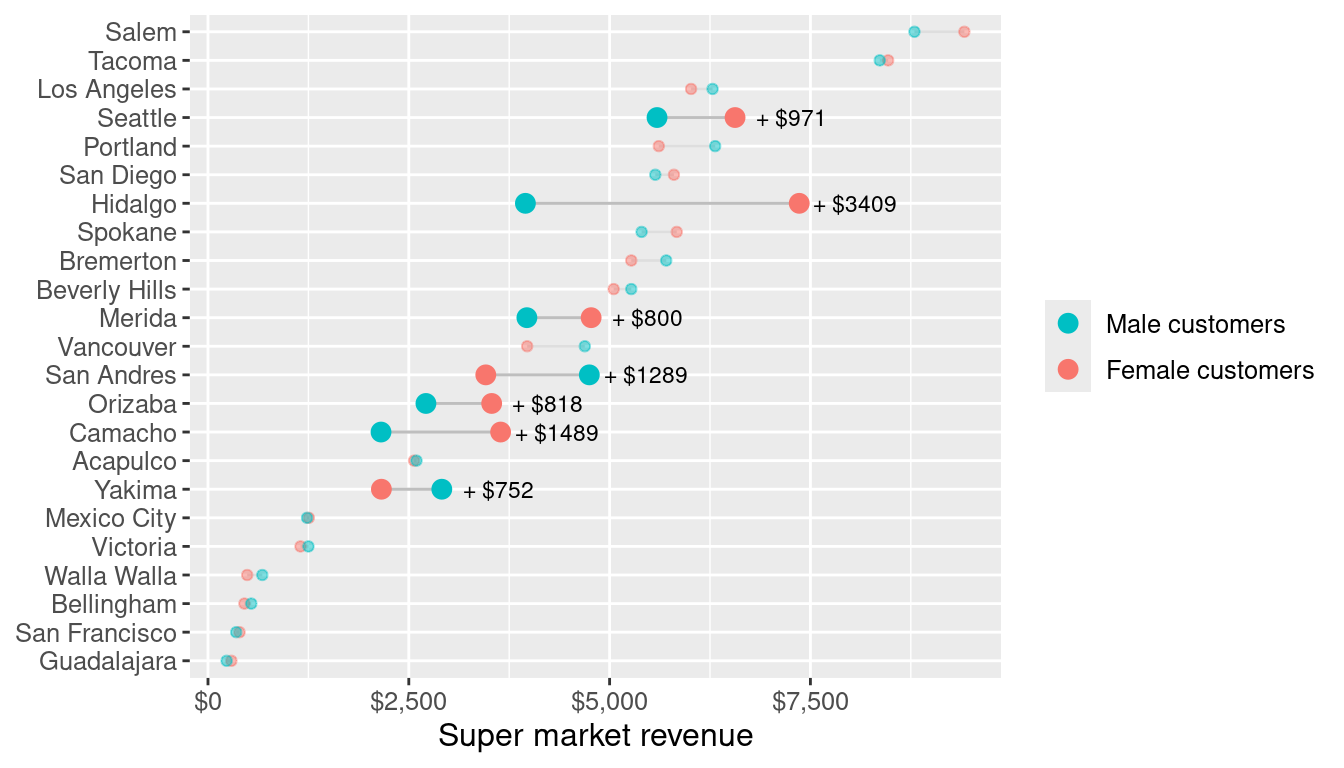 Salem
Tacoma
Los Angeles
Seattle
+ $971
Portland
San Diego
Hidalgo
+ $3409
Spokane
Bremerton
Beverly Hills
Merida
+ $800
Vancouver
San Andres
+ $1289
Orizaba
+ $818
Camacho
+ $1489
Acapulco
Yakima
+ $752
Mexico City
Victoria
Walla Walla
Bellingham
San Francisco
Guadalajara
$0 $2,500 $5,000 $7,500
Super market revenue
Male customers
Female customers